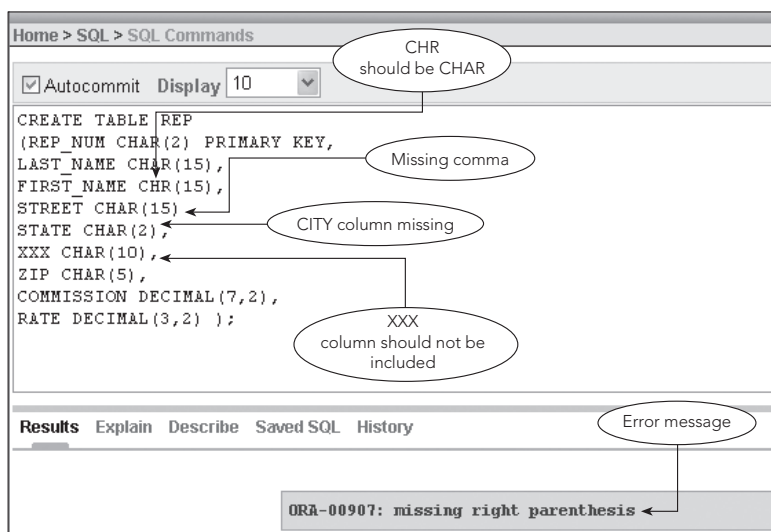 Home > SQL > SQL Commands
CHR
should be CHAR
Autocommit Display 10
CREATE TABLE REP
(REP_NUM CHAR(2) PRIMARY KEY,
Missing comma
LAST_NAME CHAR(15),
FIRST_NAME CHR(15),
STREET CHAR(15)
CITY column missing
STATE CHAR(2),
XXX CHAR(10),
ZIP CHAR(5),
COMMISSION DECIMAL(7,2),
RATE DECIMAL(3,2) );
XXX
column should not be
included
Results Explain Describe Saved SQL History
Error message
ORA-00907: missing right parenthesis